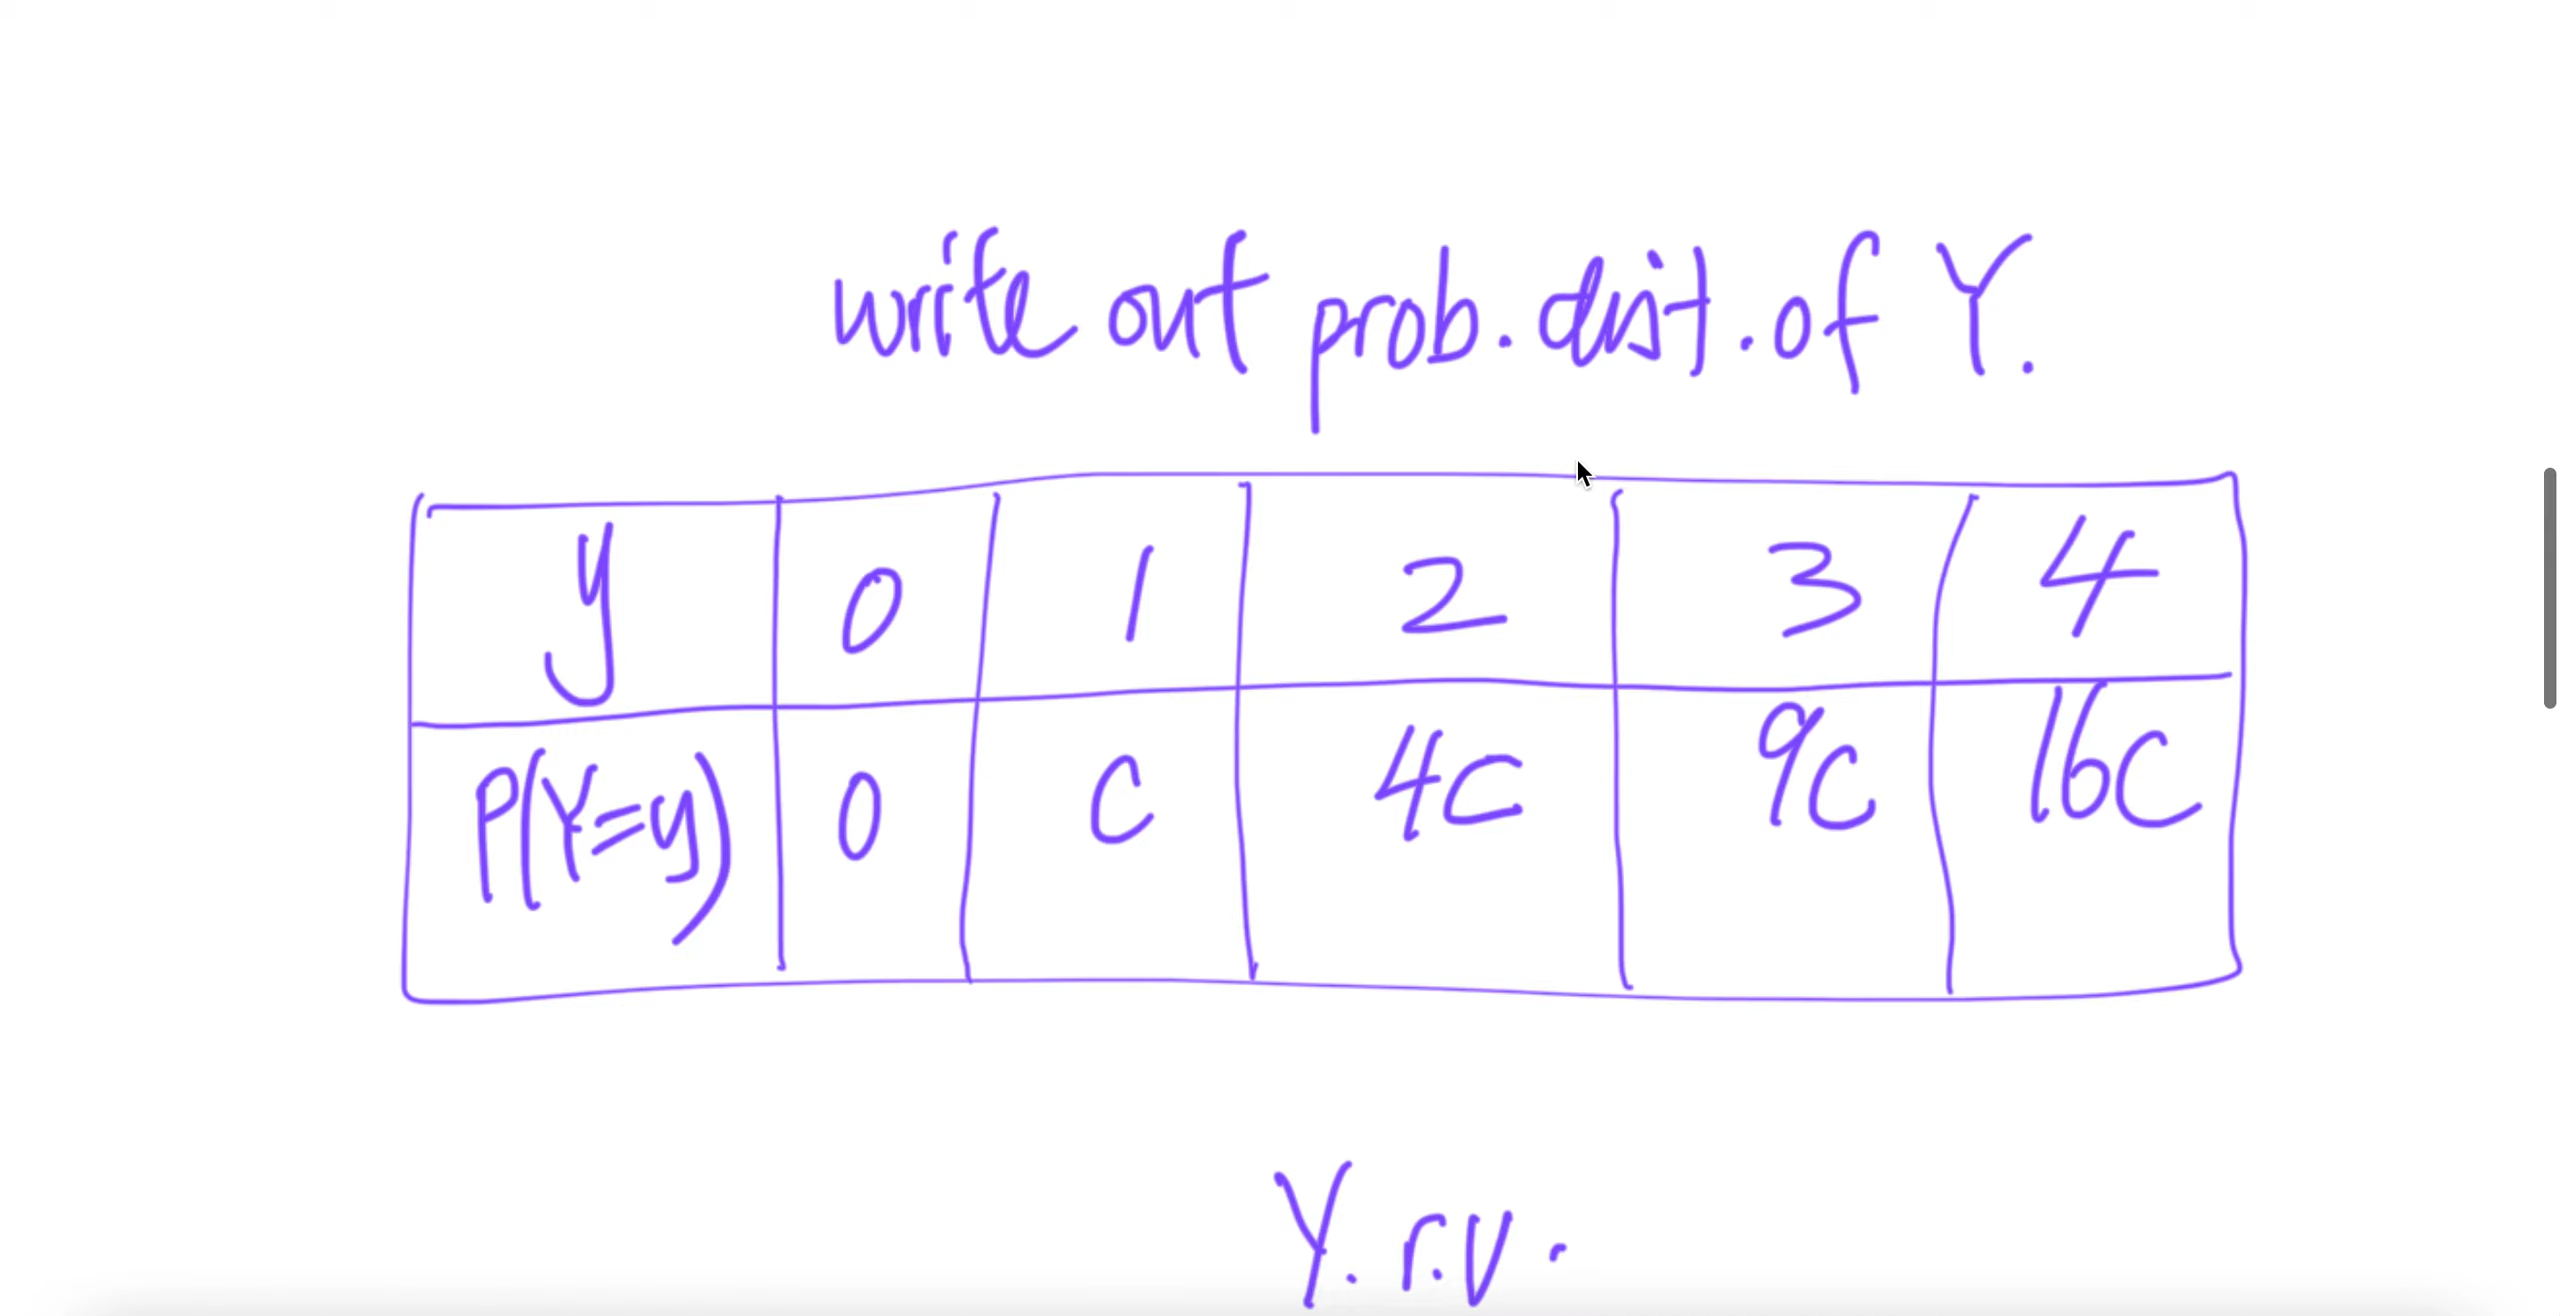 write out prob. dist. of Y.
y 0 1 2 3 4
P(Y=y) 0 c 4c 9c 16c
Y. r.v.